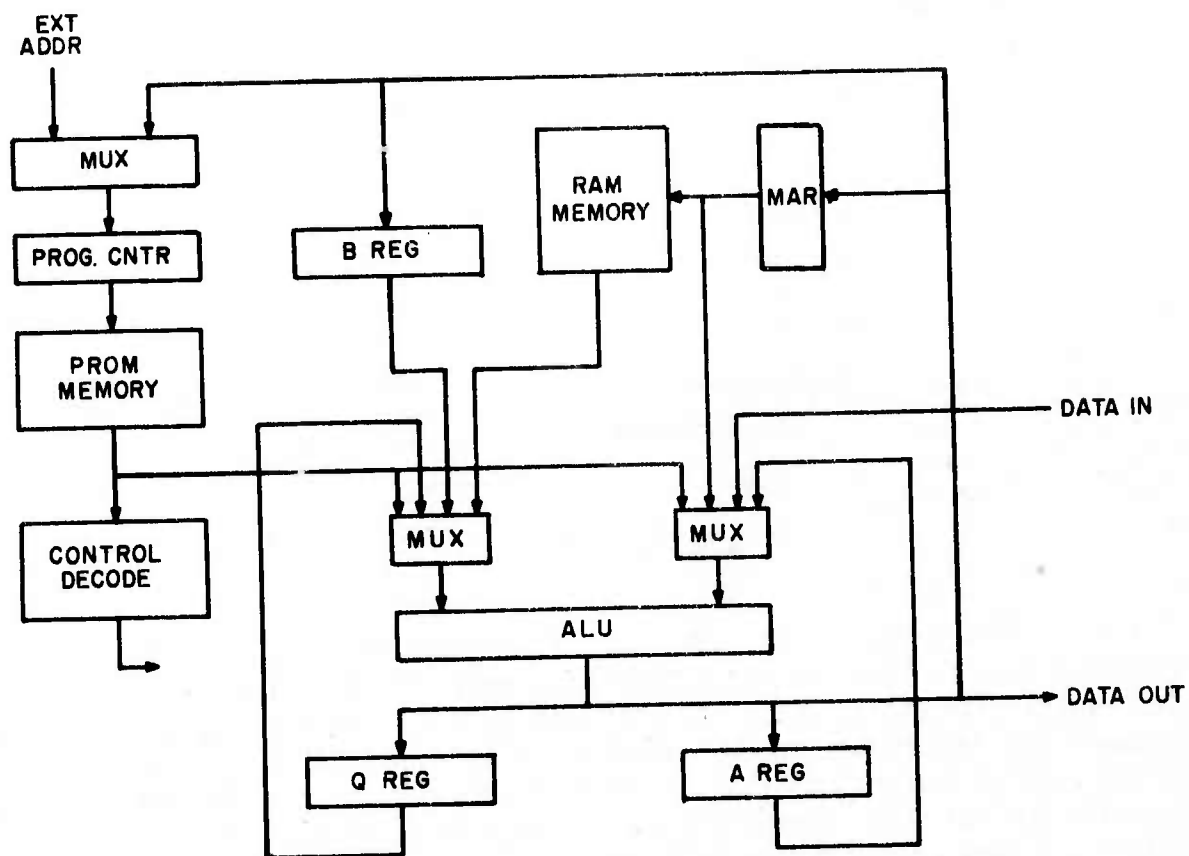 EXT
ADDR
MUX
RAM
MEMORY
MAR
PROG. CNTR
B REG
PROM
MEMORY
DATA IN
MUX
MUX
CONTROL
DECODE
ALU
DATA OUT
Q REG
A REG